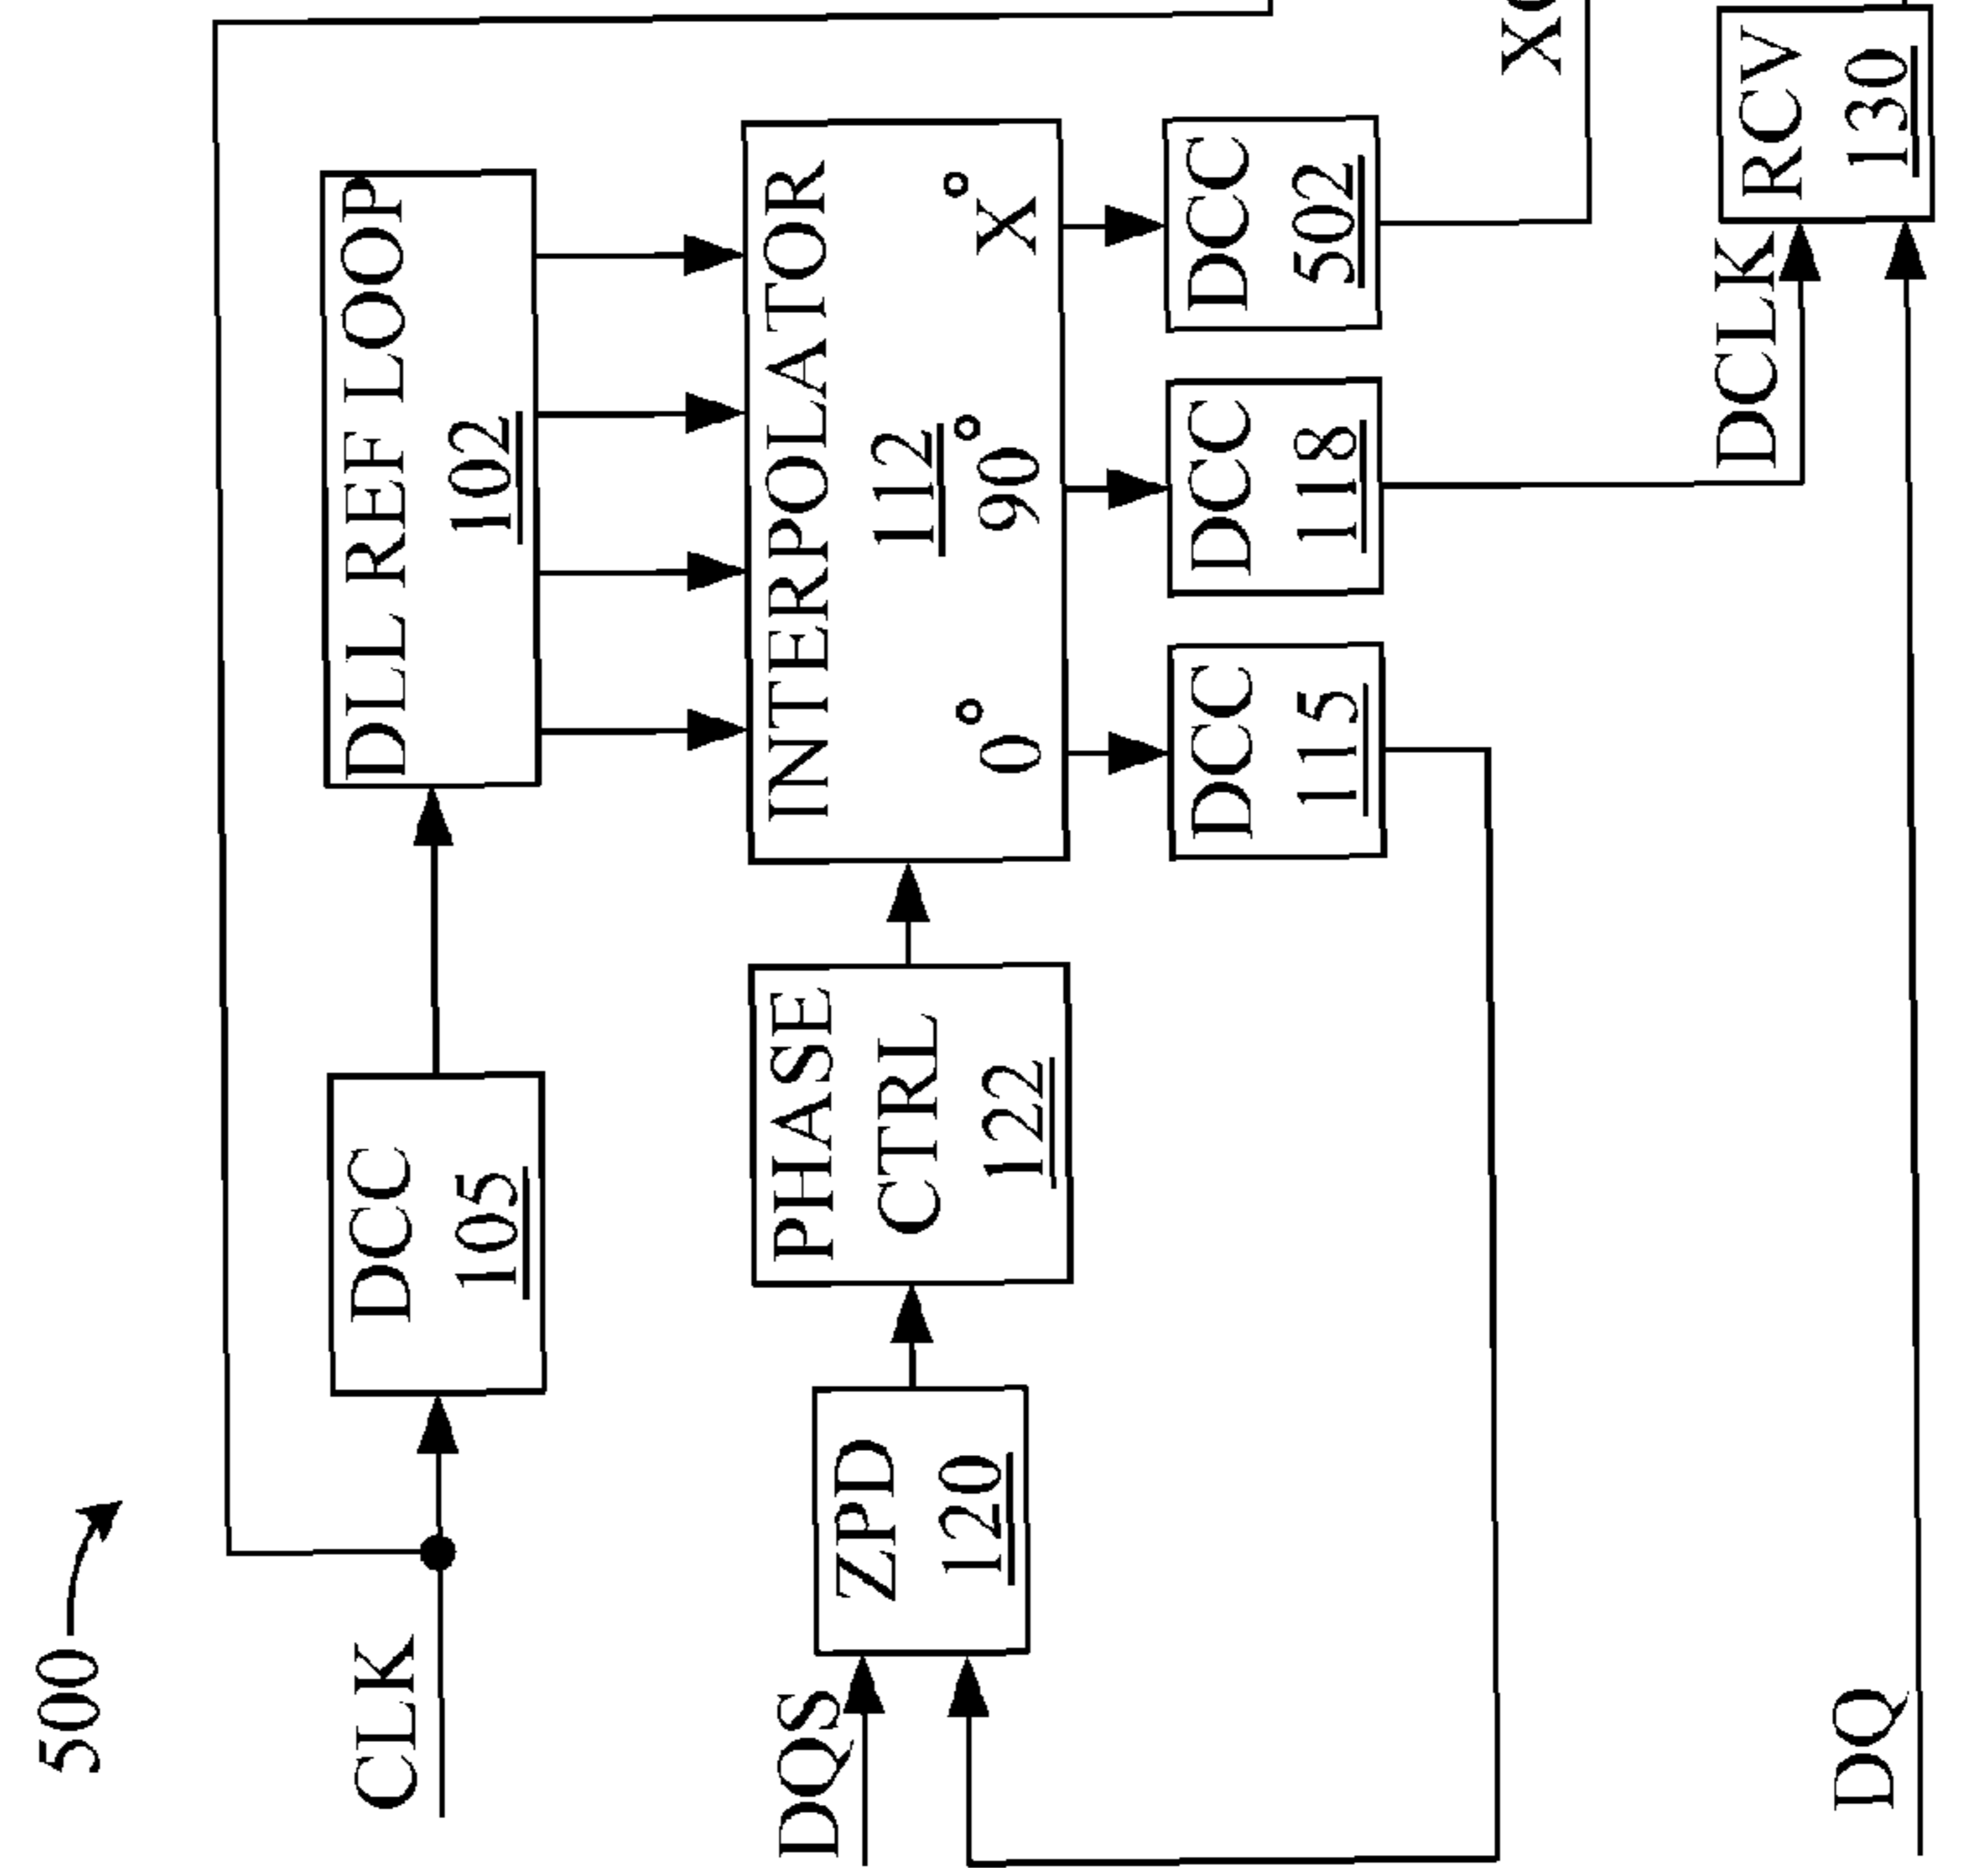 500
CLK
DCC
105
DLL REF LOOP
102
DQS
ZPD
120
PHASE
CTRL
122
INTERPOLATOR
112
0° 90° X°
DCC
115
DCC
118
DCC
502
DCLK
DQ
RCV
130